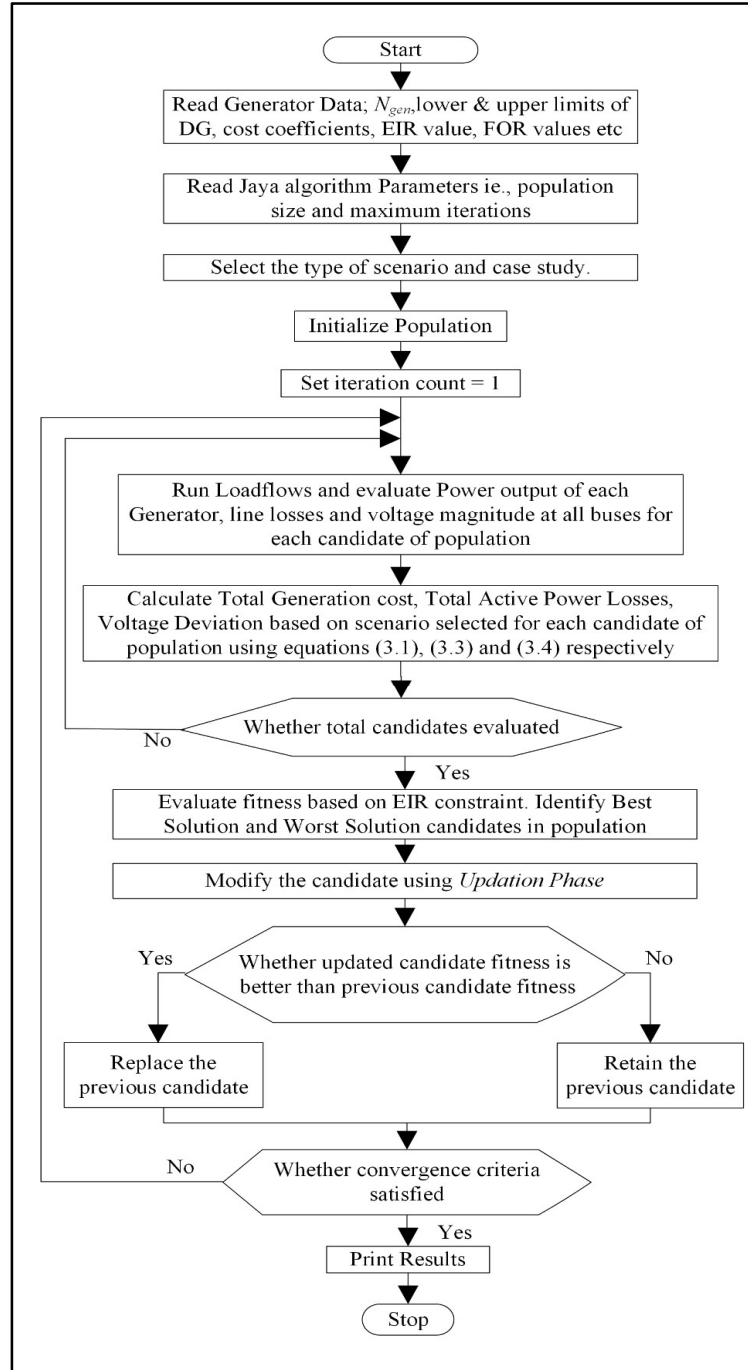 Start
Read Generator Data; Ngen,lower & upper limits of
DG, cost coefficients, EIR value, FOR values etc
Read Jaya algorithm Parameters ie., population
size and maximum iterations
Select the type of scenario and case study.
Initialize Population
Set iteration count = 1
Run Loadflows and evaluate Power output of each
Generator, line losses and voltage magnitude at all buses for
each candidate of population
Calculate Total Generation cost, Total Active Power Losses,
Voltage Deviation based on scenario selected for each candidate of
population using equations (3.1), (3.3) and (3.4) respectively
Whether total candidates evaluated
No
Yes
Evaluate fitness based on EIR constraint. Identify Best
Solution and Worst Solution candidates in population
Modify the candidate using Updation Phase
Yes
Whether updated candidate fitness is
better than previous candidate fitness
No
Replace the
previous candidate
Retain the
previous candidate
No
Whether convergence criteria
satisfied
Yes
Print Results
Stop